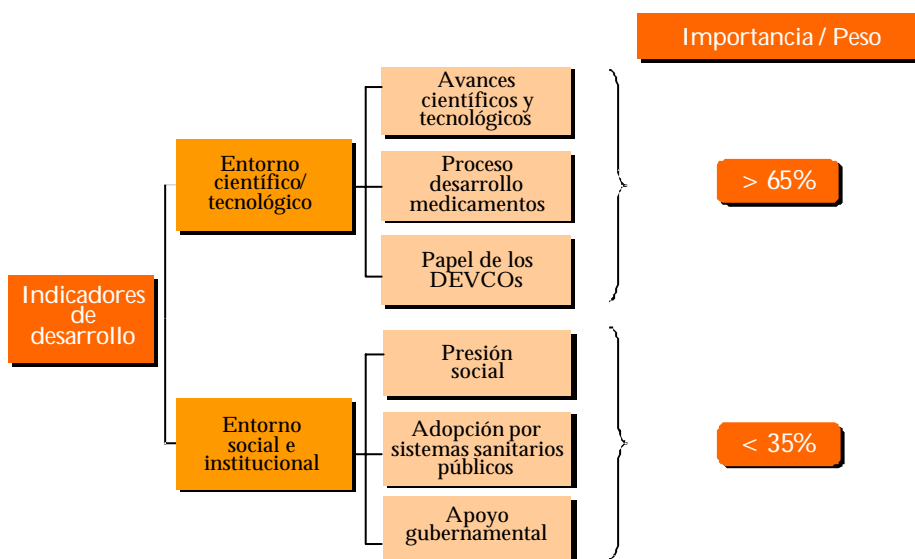 Importancia / Peso
Avances
científicos y
tecnológicos
Entorno
científico/
tecnológico
Proceso
desarrollo
medicamentos
> 65%
Papel de los
DEVCOs
Indicadores
de
desarrollo
Presión
social
Entorno
social e
institucional
Adopción por
sistemas sanitarios
públicos
< 35%
Apoyo
gubernamental